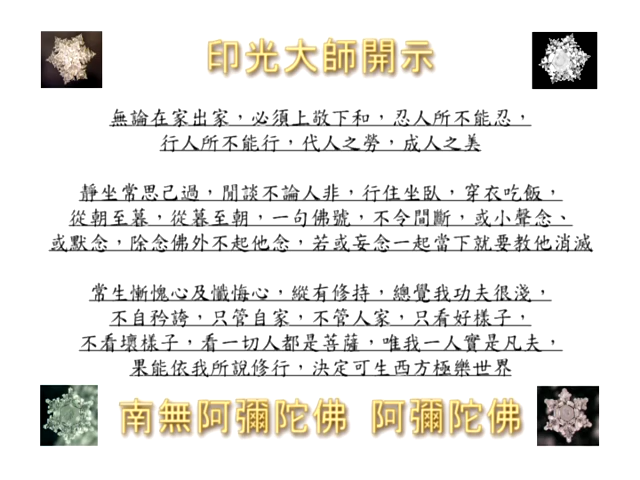 印光大師開示
無論在家出家，必須上敬下和，忍人所不能忍，
行人所不能行，代人之勞，成人之美
靜坐常思己過，閒談不論人非，行住坐臥，穿衣吃飯，
從朝至暮，從暮至朝，一句佛號，不令間斷，或小聲念、
或默念，除念佛外不起他念，若或妄念一起當下就要教他消滅
常生慚愧心及懺悔心，縱有修持，總覺我功夫很淺，
不自矜誇，只管自家，不管人家，只看好樣子，
不看壞樣子，看一切人都是菩薩，唯我一人實是凡夫，
果能依我所說修行，決定可生西方極樂世界
南無阿彌陀佛 阿彌陀佛